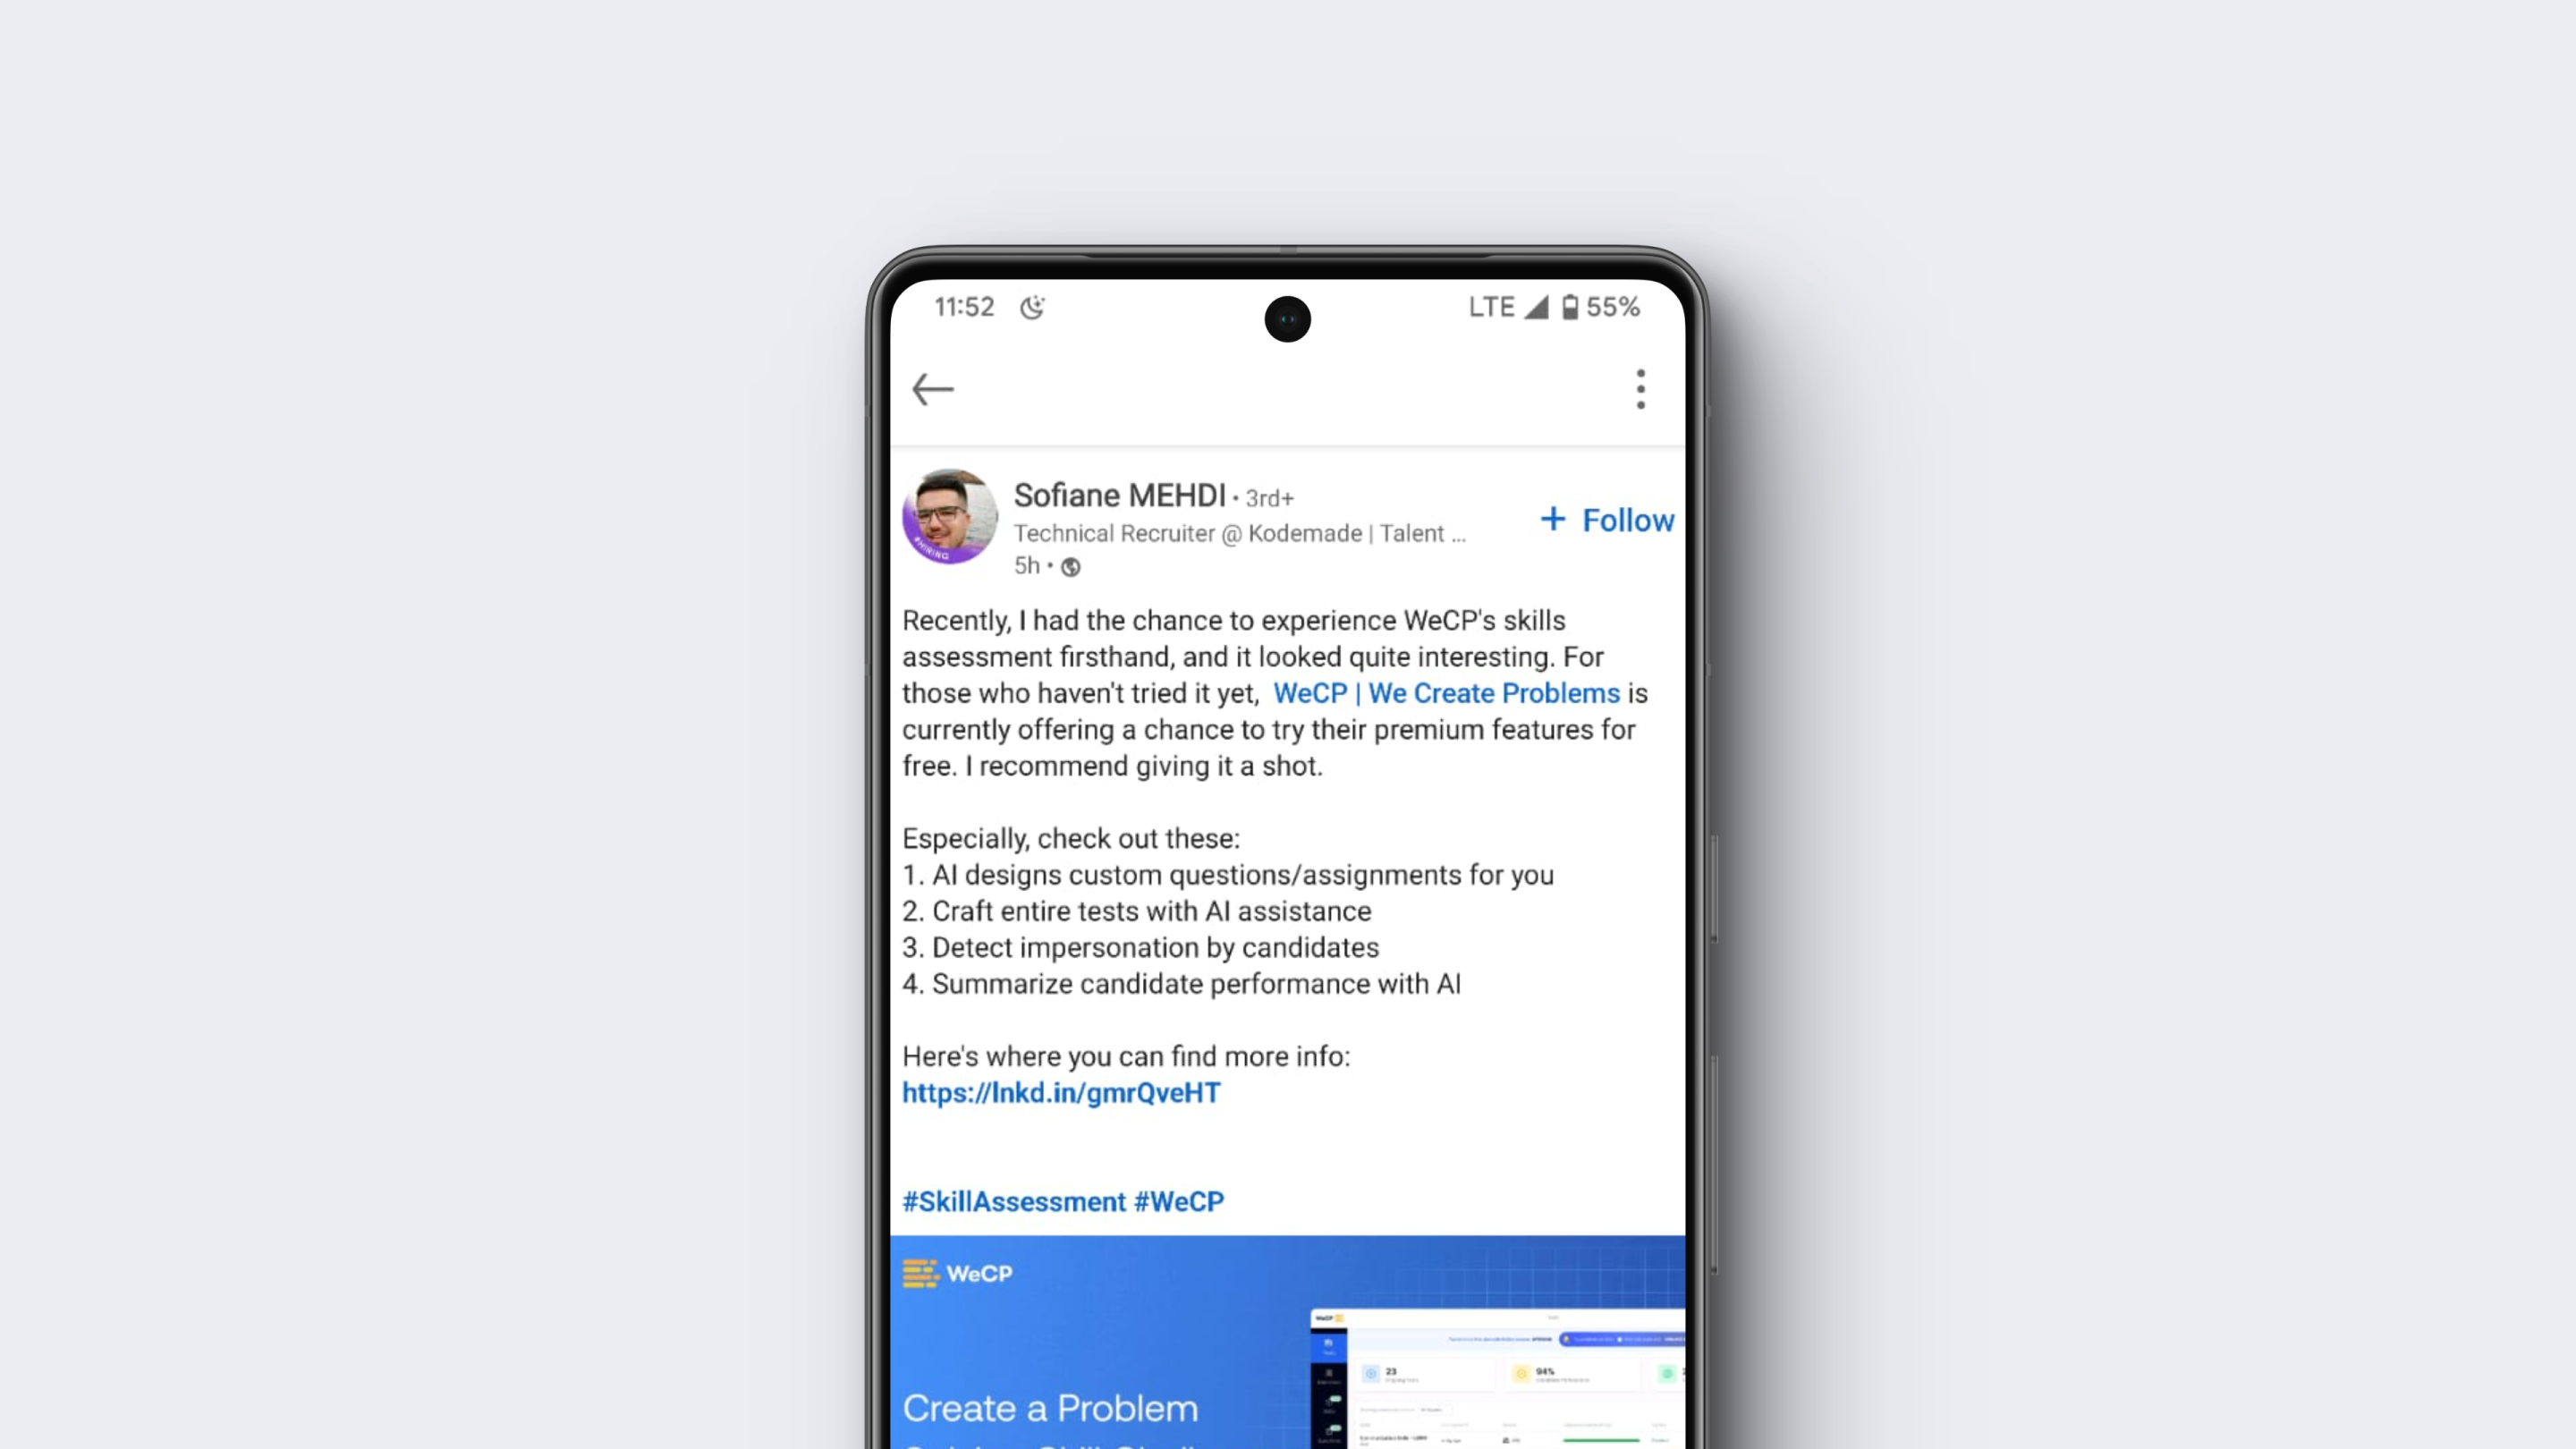 11:52
LTE 55%
Sofiane MEHDI • 3rd+
Technical Recruiter @ Kodemade | Talent ...
+ Follow
5h •
#HIRING
Recently, I had the chance to experience WeCP's skills
assessment firsthand, and it looked quite interesting. For
those who haven't tried it yet, WeCP | We Create Problems is
currently offering a chance to try their premium features for
free. I recommend giving it a shot.
Especially, check out these:
1. AI designs custom questions/assignments for you
2. Craft entire tests with AI assistance
3. Detect impersonation by candidates
4. Summarize candidate performance with AI
Here's where you can find more info:
https://lnkd.in/gmrQveHT
#SkillAssessment #WeCP
WeCP
WeCP
23
94%
Create a Problem